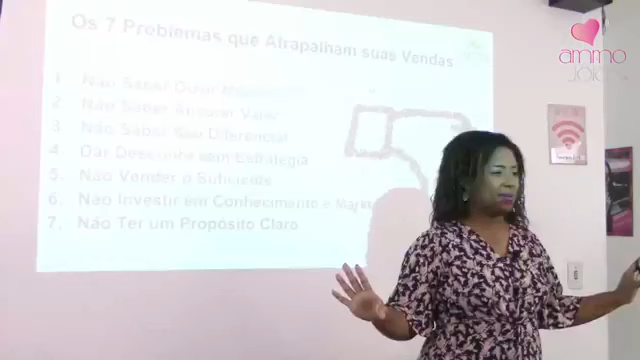 Os 7 Problemas que Atrapalham suas Vendas
1. Não Saber
2. Não Saber
3. Não Saber Se Diferenciar
4. Dar Desconto sem Estratégia
5. Não Vender o Suficiente
6. Não Investir em Conhecimento e
7. Não Ter um Propósito Claro
ammo